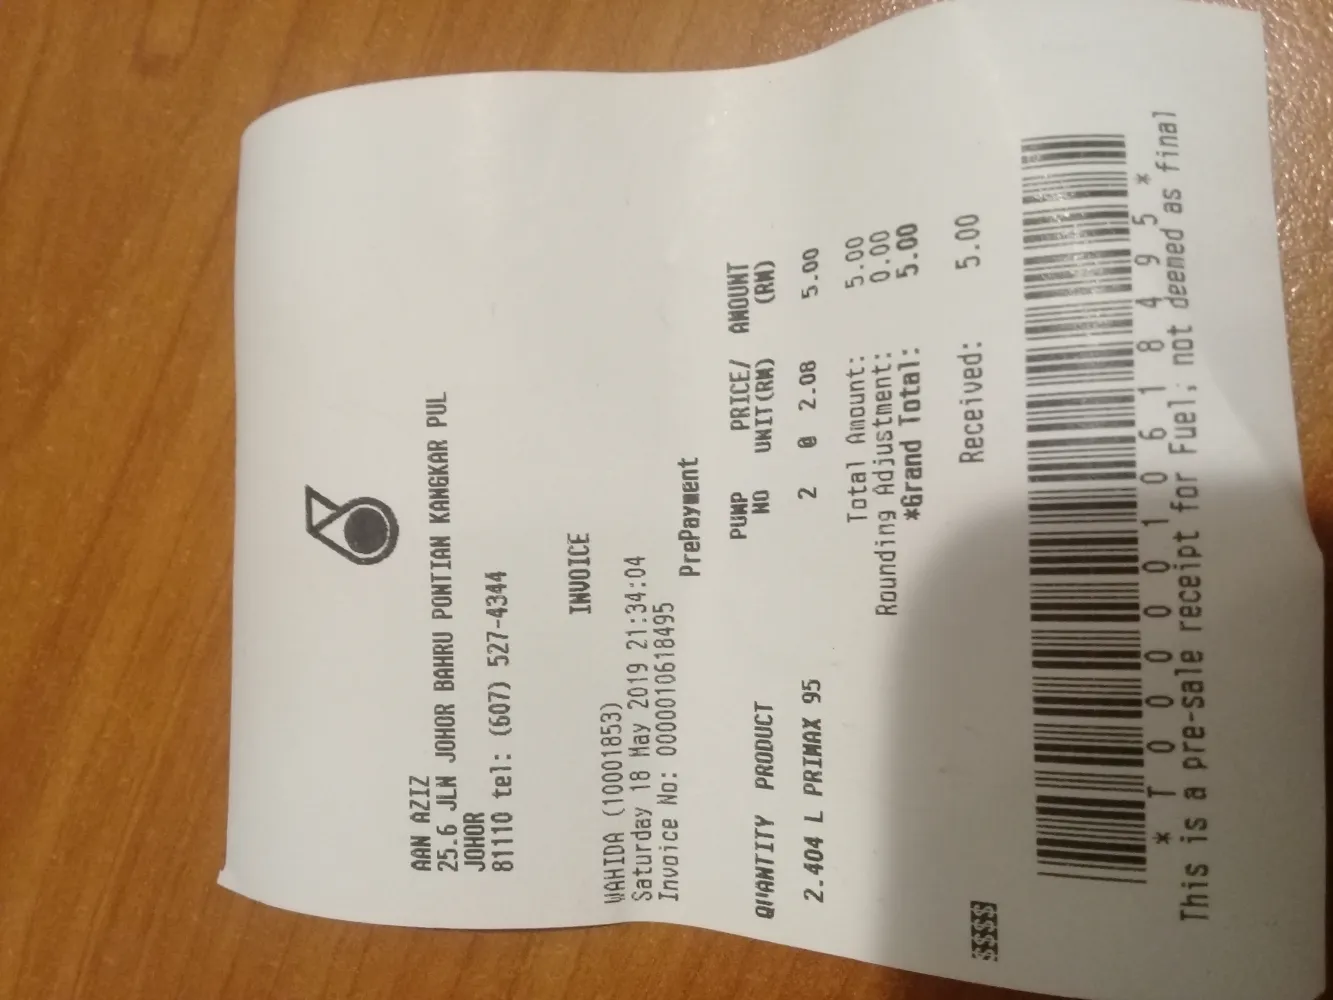 AAN AZIZ
25.6 JLN JOHOR BAHRU PONTIAN KANGKAR PUL
JOHOR
81110 tel: (607) 527-4344
INVOICE
WAHIDA (10001853)
Saturday 18 May 2019 21:34:04
Invoice No: 0000010618495
PrePayment
QUANTITY PRODUCT PUMP NO PRICE/ UNIT(RM) AMOUNT (RM)
2.404 L PRIMAX 95 2 @ 2.08 5.00
Total Amount: 5.00
Rounding Adjustment: 0.00
*Grand Total: 5.00
$$$$ Received: 5.00
* T 0 0 0 0 0 1 0 6 1 8 4 9 5 *
This is a pre-sale receipt for Fuel; not deemed as final